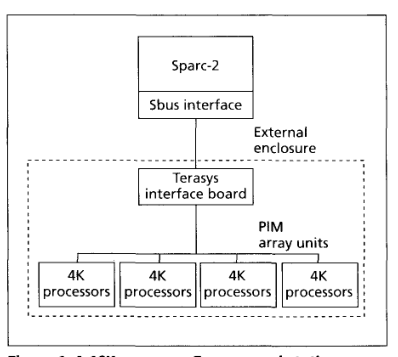 Sparc-2
Sbus interface
External
enclosure
Terasys
interface board
PIM
array units
4K
processors
4K
processors
4K
processors
4K
processors